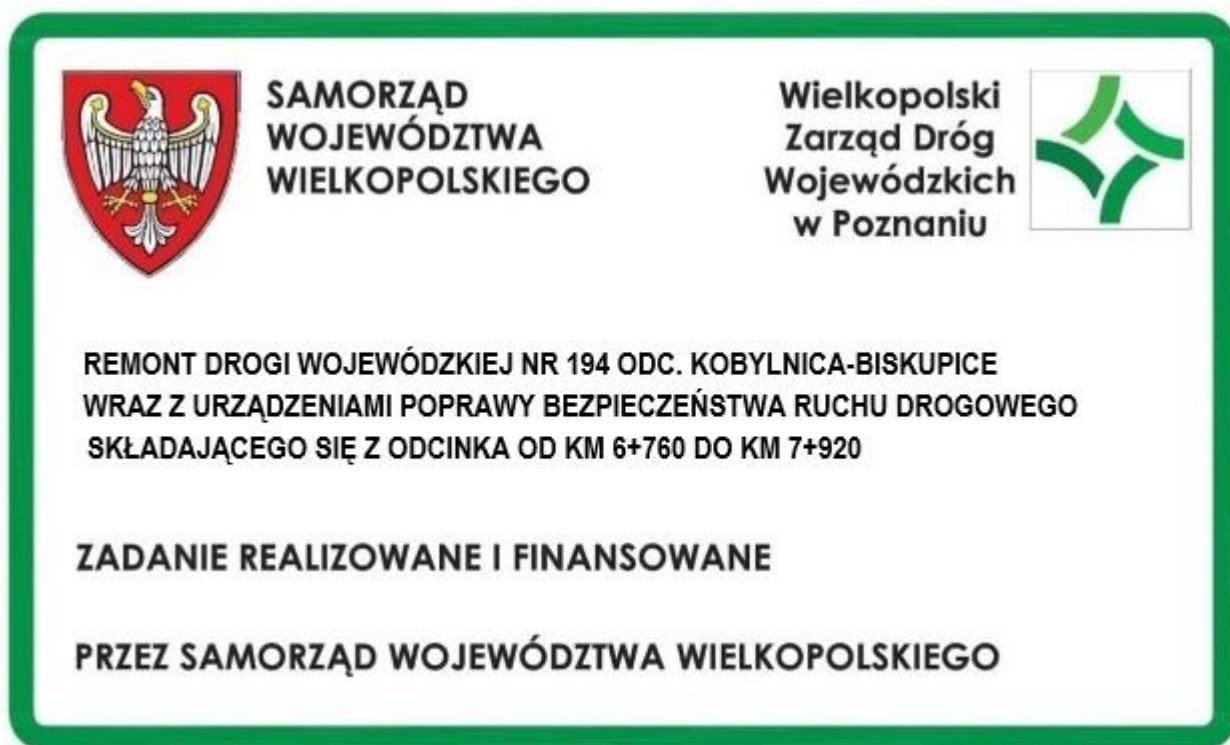 SAMORZĄD
WOJEWÓDZTWA
WIELKOPOLSKIEGO
Wielkopolski
Zarząd Dróg
Wojewódzkich
w Poznaniu
REMONT DROGI WOJEWÓDZKIEJ NR 194 ODC. KOBYLNICA-BISKUPICE
WRAZ Z URZĄDZENIAMI POPRAWY BEZPIECZEŃSTWA RUCHU DROGOWEGO
SKŁADAJĄCEGO SIĘ Z ODCINKA OD KM 6+760 DO KM 7+920
ZADANIE REALIZOWANE I FINANSOWANE
PRZEZ SAMORZĄD WOJEWÓDZTWA WIELKOPOLSKIEGO